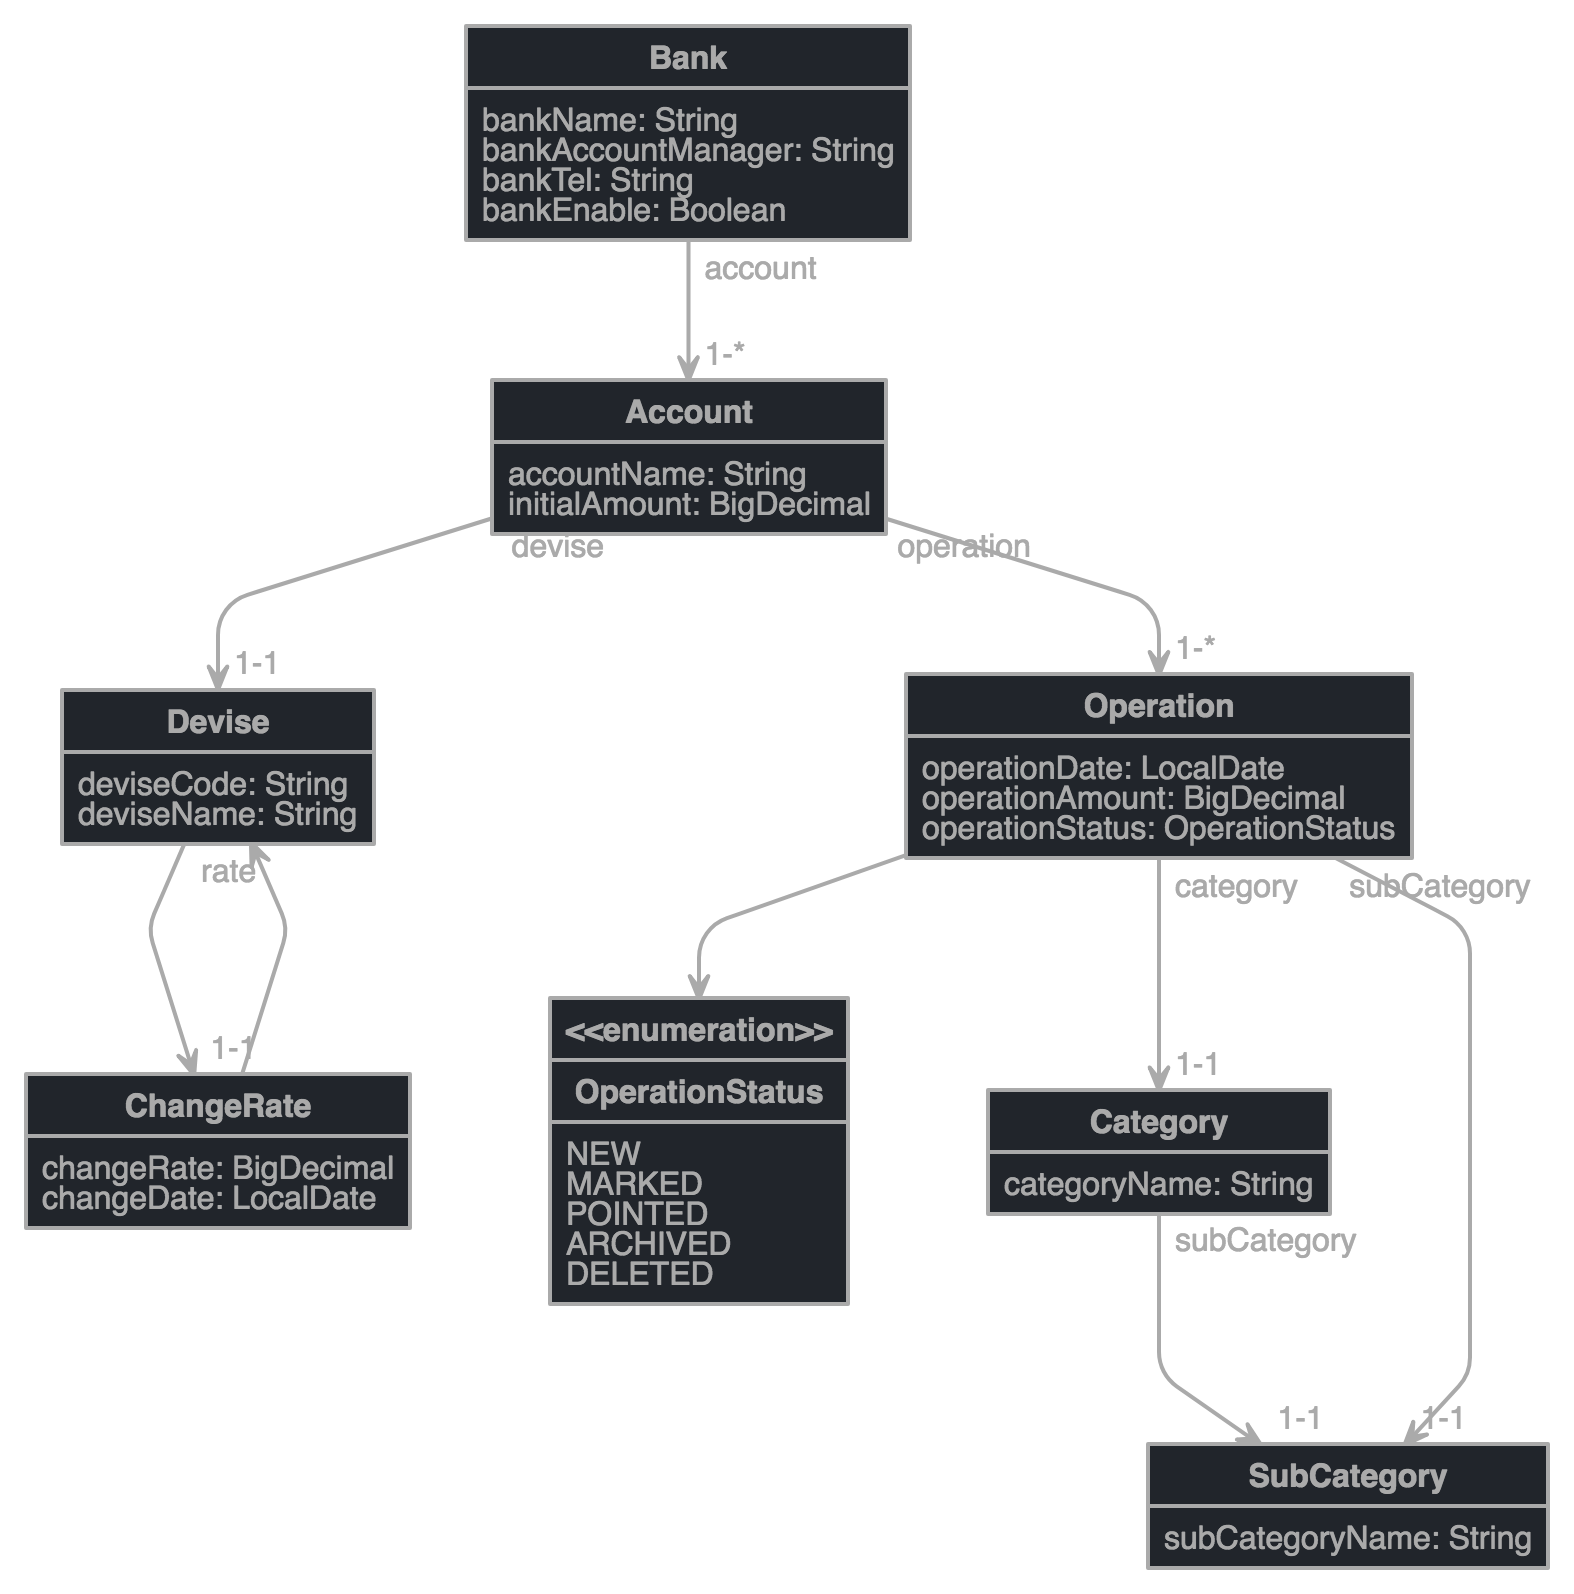 Bank
bankName: String
bankAccountManager: String
bankTel: String
bankEnable: Boolean
account
1-*
Account
accountName: String
initialAmount: BigDecimal
devise
operation
1-1
1-*
Devise
deviseCode: String
deviseName: String
Operation
operationDate: LocalDate
operationAmount: BigDecimal
operationStatus: OperationStatus
rate
category
subCategory
1-1
ChangeRate
changeRate: BigDecimal
changeDate: LocalDate
<<enumeration>>
OperationStatus
NEW
MARKED
POINTED
ARCHIVED
DELETED
1-1
Category
categoryName: String
subCategory
1-1
1-1
SubCategory
subCategoryName: String